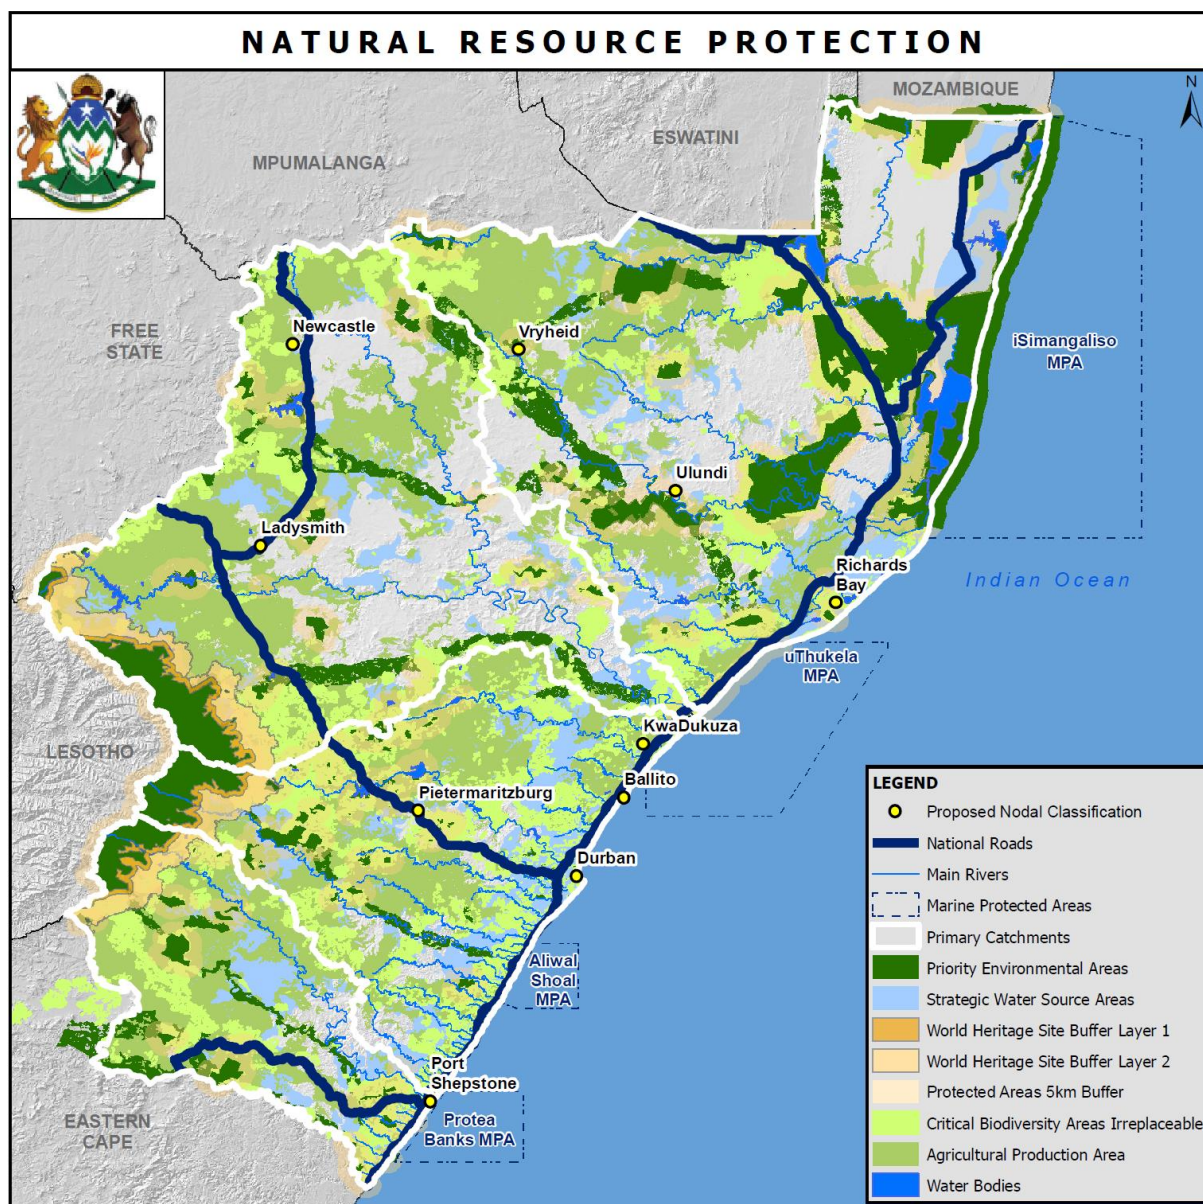 NATURAL RESOURCE PROTECTION
MOZAMBIQUE
N
ESWATINI
MPUMALANGA
FREE
STATE
Newcastle
Vryheid
iSimangaliso
MPA
Ulundi
Ladysmith
Richards
Bay
Indian Ocean
uThukela
MPA
KwaDukuza
LESOTHO
Ballito
Pietermaritzburg
Durban
Aliwal
Shoal
MPA
Port
Shepstone
Protea
Banks MPA
EASTERN
CAPE
LEGEND
Proposed Nodal Classification
National Roads
Main Rivers
Marine Protected Areas
Primary Catchments
Priority Environmental Areas
Strategic Water Source Areas
World Heritage Site Buffer Layer 1
World Heritage Site Buffer Layer 2
Protected Areas 5km Buffer
Critical Biodiversity Areas Irreplaceable
Agricultural Production Area
Water Bodies